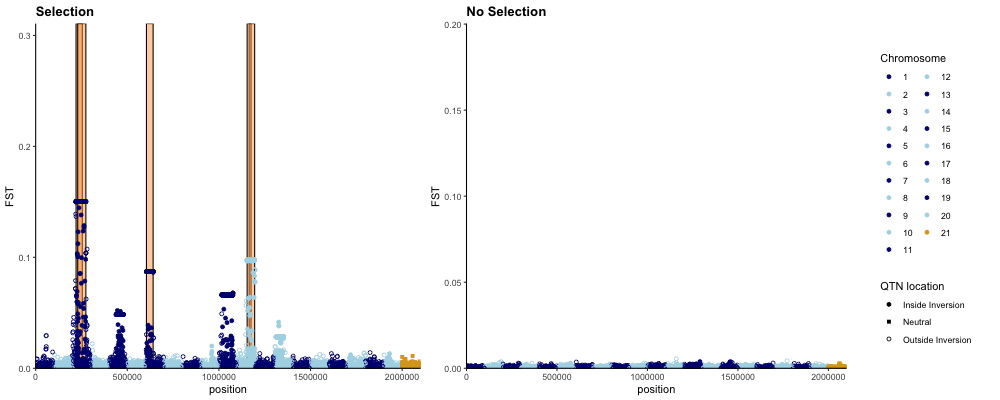 Selection
FST
0.3
0.2
0.1
0.0
0 500000 1000000 1500000 2000000
position
No Selection
FST
0.20
0.15
0.10
0.05
0.00
0 500000 1000000 1500000 2000000
position
Chromosome
1 12
2 13
3 14
4 15
5 16
6 17
7 18
8 19
9 20
10 21
11
QTN location
Inside Inversion
Neutral
Outside Inversion